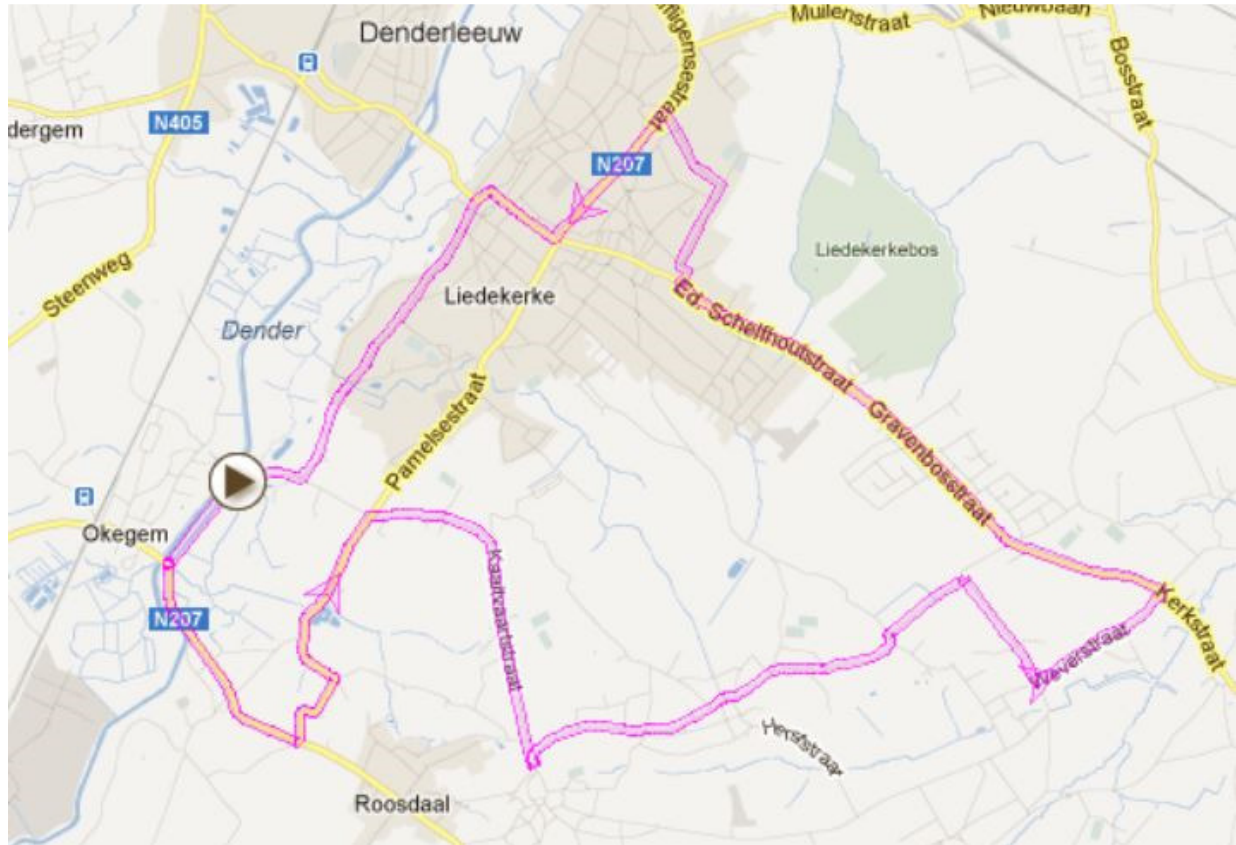 Denderleeuw
Muilenstraat
Nieuwbaan
Bosstraat
dergem
N405
N207
Steenweg
Liedekerkebos
Liedekerke
Dender
Ed. Schelfhoutstraat
Gravenbosstraat
Pamelsestraat
Okegem
Kerkstraat
N207
Weverstraat
Roosdaal